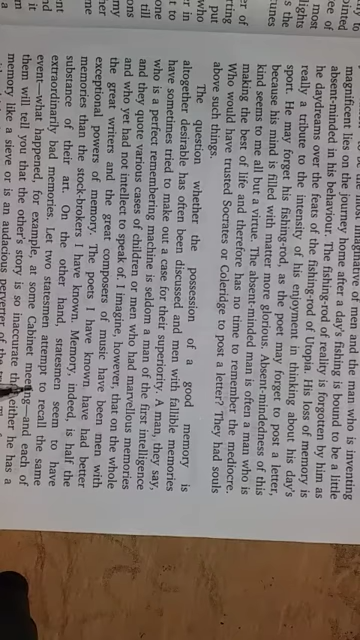 most imaginative of men, and the man who is inventing
magnificent lies on the journey home after a day's fishing is bound to be a little
absent-minded in his behaviour. The fishing-rod of reality is forgotten by him as
he daydreams over the feats of the fishing-rod of Utopia. His loss of memory is
really a tribute to the intensity of his enjoyment in thinking about his day's
sport. He may forget his fishing-rod, as the poet may forget to post a letter,
because his mind is filled with matter more glorious. Absent-mindedness of this
kind seems to me all but a virtue. The absent-minded man is often a man who is
making the best of life and therefore has no time to remember the mediocre.
Who would have trusted Socrates or Coleridge to post a letter? They had souls
above such things.
The question whether the possession of a good memory is
altogether desirable has often been discussed, and men with fallible memories
have sometimes tried to make out a case for their superiority. A man, they say,
who is a perfect remembering machine is seldom a man of the first intelligence
and they quote various cases of children or men who had marvellous memories
and who yet had not intellect to speak of. I imagine, however, that on the whole
the great writers and the great composers of music have been men with
exceptional powers of memory. The poets I have known have had better
memories than the stock-brokers I have known. Memory, indeed, is half the
substance of their art. On the other hand, statesmen seem to have
extraordinarily bad memories. Let two statesmen attempt to recall the same
event—what happened, for example, at some Cabinet meeting—and each of
them will tell you that the other's story is so inaccurate that either he has a
memory like a sieve or is an audacious perverter of the